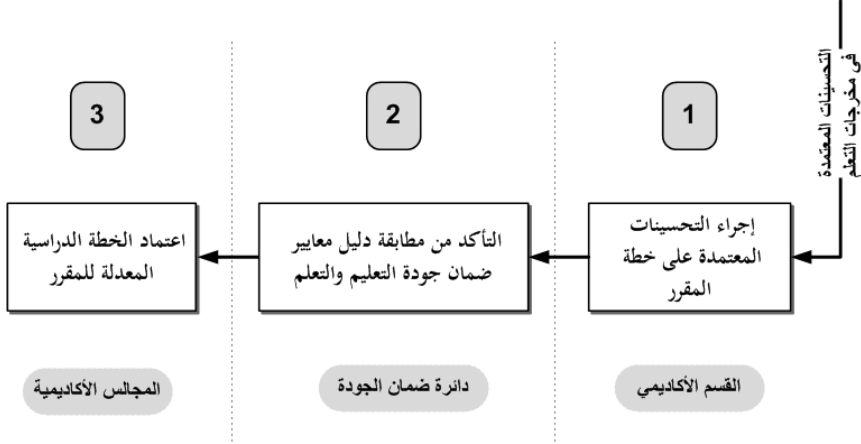 التحسينات المعتمدة
فى مخرجات التعلم
1
2
3
إجراء التحسينات
المعتمدة على خطة
المقرر
التأكد من مطابقة دليل معايير
ضمان جودة التعليم والتعلم
اعتماد الخطة الدراسية
المعدلة للمقرر
القسم الأكاديمي
دائرة ضمان الجودة
المجالس الأكاديمية